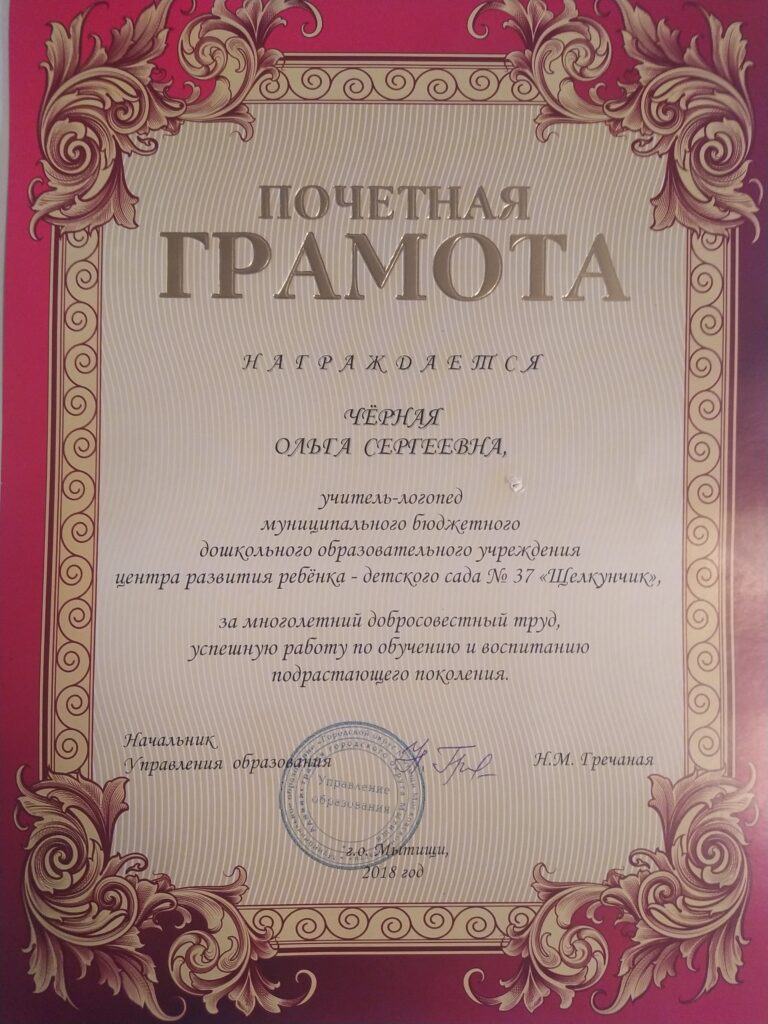 ПОЧЕТНАЯ
ГРАМОТА
НАГРАЖДАЕТСЯ
ЧЁРНАЯ
ОЛЬГА СЕРГЕЕВНА,
учитель-логопед
муниципального бюджетного
дошкольного образовательного учреждения
центра развития ребёнка - детского сада № 37 «Щелкунчик»,
за многолетний добросовестный труд,
успешную работу по обучению и воспитанию
подрастающего поколения.
Начальник
Управления образования
Н.М. Гречаная
Управление
образования
г.о. Мытищи,
2018 год